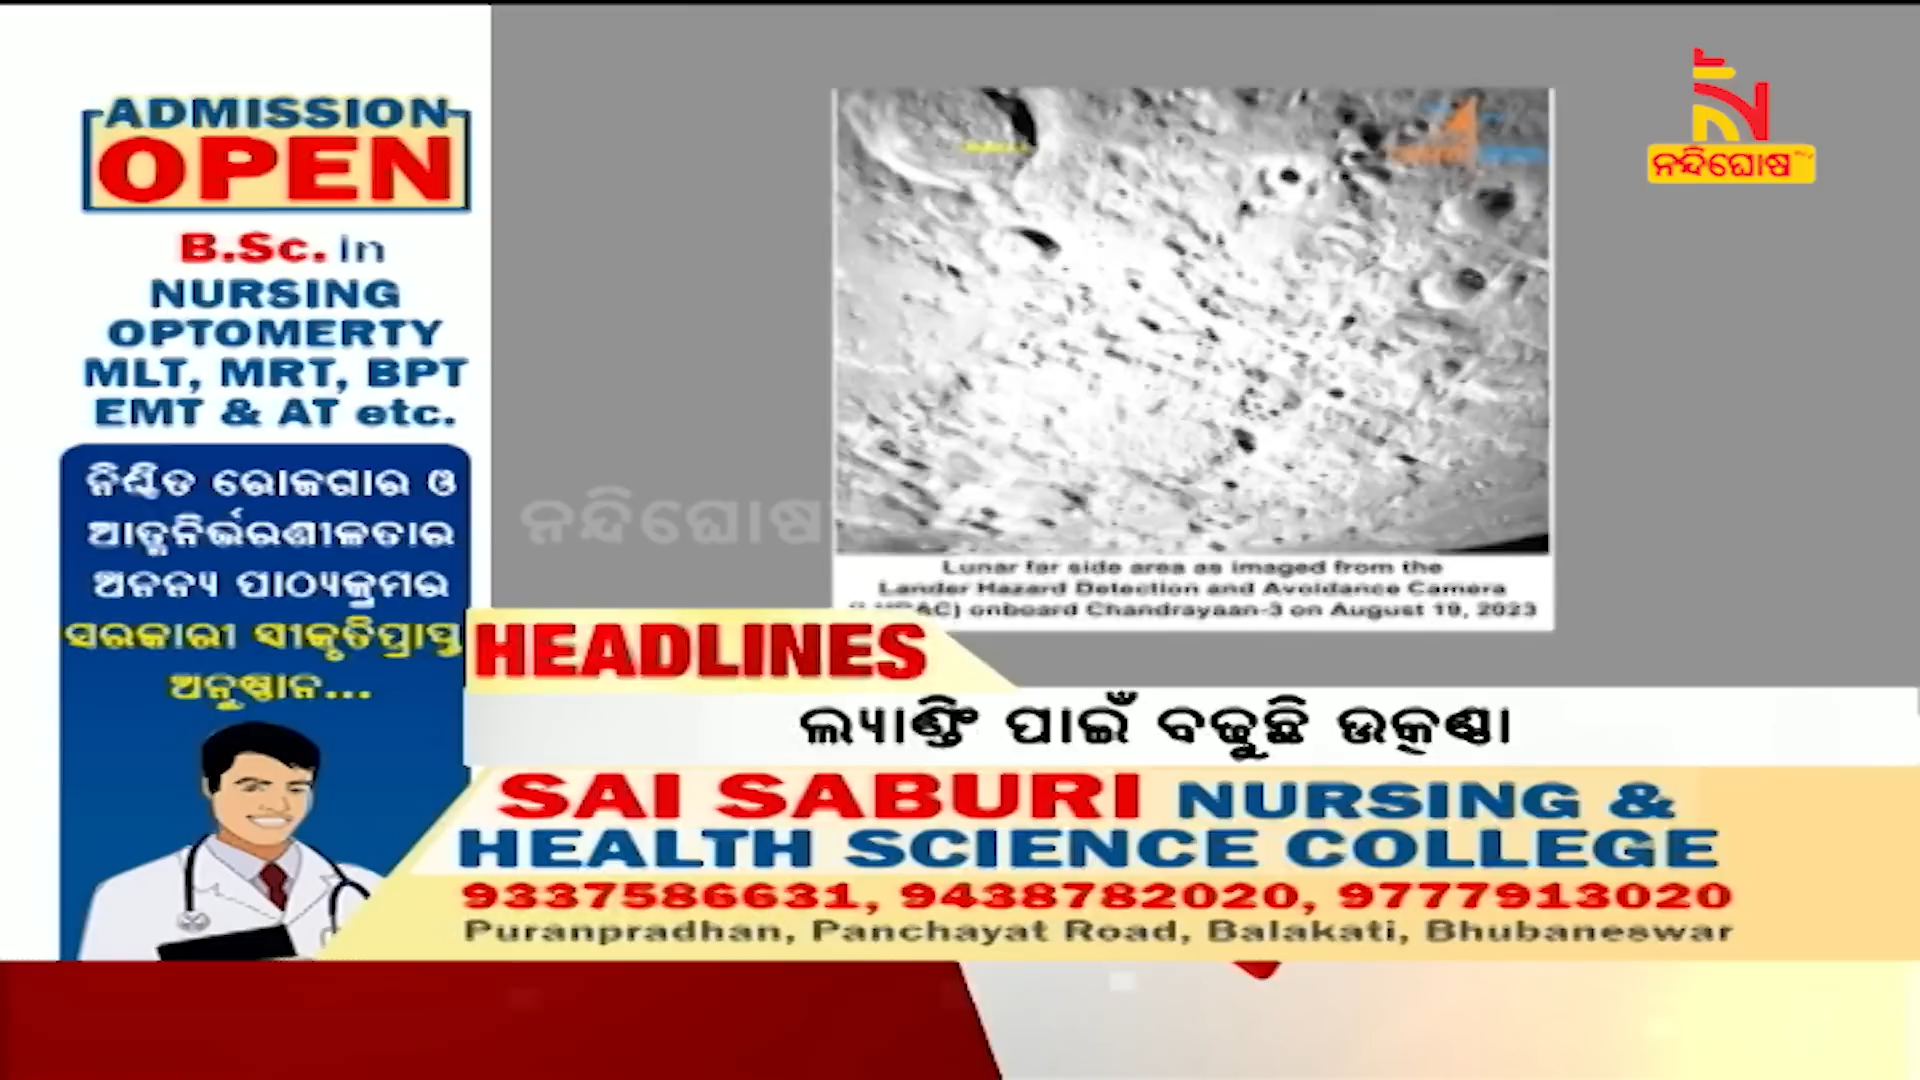 ADMISSION
OPEN
B.Sc. in
NURSING
OPTOMERTY
MLT, MRT, BPT
EMT & AT etc.
ନିଶ୍ଚିତ ରୋଜଗାର ଓ
ଆତ୍ମନିର୍ଭରଶୀଳତାର
ଅନନ୍ୟ ପାଠ୍ୟକ୍ରମର
ସରକାରୀ ସ୍ୱୀକୃତିପ୍ରାପ୍ତ
ଅନୁଷ୍ଠାନ...
ନନ୍ଦିଘୋଷ
ନନ୍ଦିଘୋଷ
Lunar far side area as imaged from the
Lander Hazard Detection and Avoidance Camera
onboard Chandrayaan-3 on August 19, 2023
HEADLINES
ଲ୍ୟାଣ୍ଡିଂ ପାଇଁ ବଢୁଛି ଉତ୍କଣ୍ଠା
SAI SABURI NURSING &
HEALTH SCIENCE COLLEGE
9337586631, 9438782020, 9777913020
Puranpradhan, Panchayat Road, Balakati, Bhubaneswar